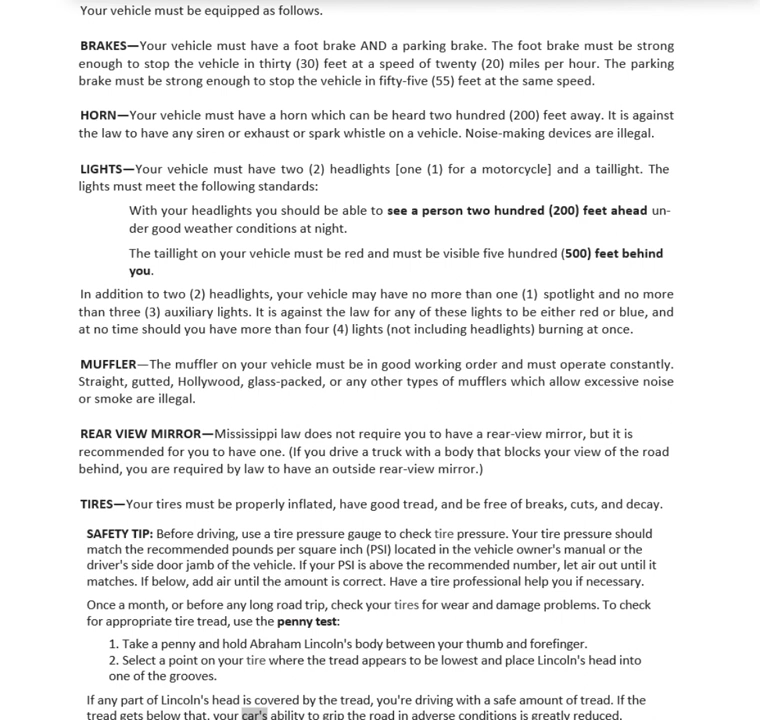 Your vehicle must be equipped as follows.
BRAKES—Your vehicle must have a foot brake AND a parking brake. The foot brake must be strong
enough to stop the vehicle in thirty (30) feet at a speed of twenty (20) miles per hour. The parking
brake must be strong enough to stop the vehicle in fifty-five (55) feet at the same speed.
HORN—Your vehicle must have a horn which can be heard two hundred (200) feet away. It is against
the law to have any siren or exhaust or spark whistle on a vehicle. Noise-making devices are illegal.
LIGHTS—Your vehicle must have two (2) headlights [one (1) for a motorcycle] and a taillight. The
lights must meet the following standards:
With your headlights you should be able to see a person two hundred (200) feet ahead un-
der good weather conditions at night.
The taillight on your vehicle must be red and must be visible five hundred (500) feet behind
you.
In addition to two (2) headlights, your vehicle may have no more than one (1) spotlight and no more
than three (3) auxiliary lights. It is against the law for any of these lights to be either red or blue, and
at no time should you have more than four (4) lights (not including headlights) burning at once.
MUFFLER—The muffler on your vehicle must be in good working order and must operate constantly.
Straight, gutted, Hollywood, glass-packed, or any other types of mufflers which allow excessive noise
or smoke are illegal.
REAR VIEW MIRROR—Mississippi law does not require you to have a rear-view mirror, but it is
recommended for you to have one. (If you drive a truck with a body that blocks your view of the road
behind, you are required by law to have an outside rear-view mirror.)
TIRES—Your tires must be properly inflated, have good tread, and be free of breaks, cuts, and decay.
SAFETY TIP: Before driving, use a tire pressure gauge to check tire pressure. Your tire pressure should
match the recommended pounds per square inch (PSI) located in the vehicle owner's manual or the
driver's side door jamb of the vehicle. If your PSI is above the recommended number, let air out until it
matches. If below, add air until the amount is correct. Have a tire professional help you if necessary.
Once a month, or before any long road trip, check your tires for wear and damage problems. To check
for appropriate tire tread, use the penny test:
1. Take a penny and hold Abraham Lincoln's body between your thumb and forefinger.
2. Select a point on your tire where the tread appears to be lowest and place Lincoln's head into
one of the grooves.
If any part of Lincoln's head is covered by the tread, you're driving with a safe amount of tread. If the
tread gets below that, your car's ability to grip the road in adverse conditions is greatly reduced.